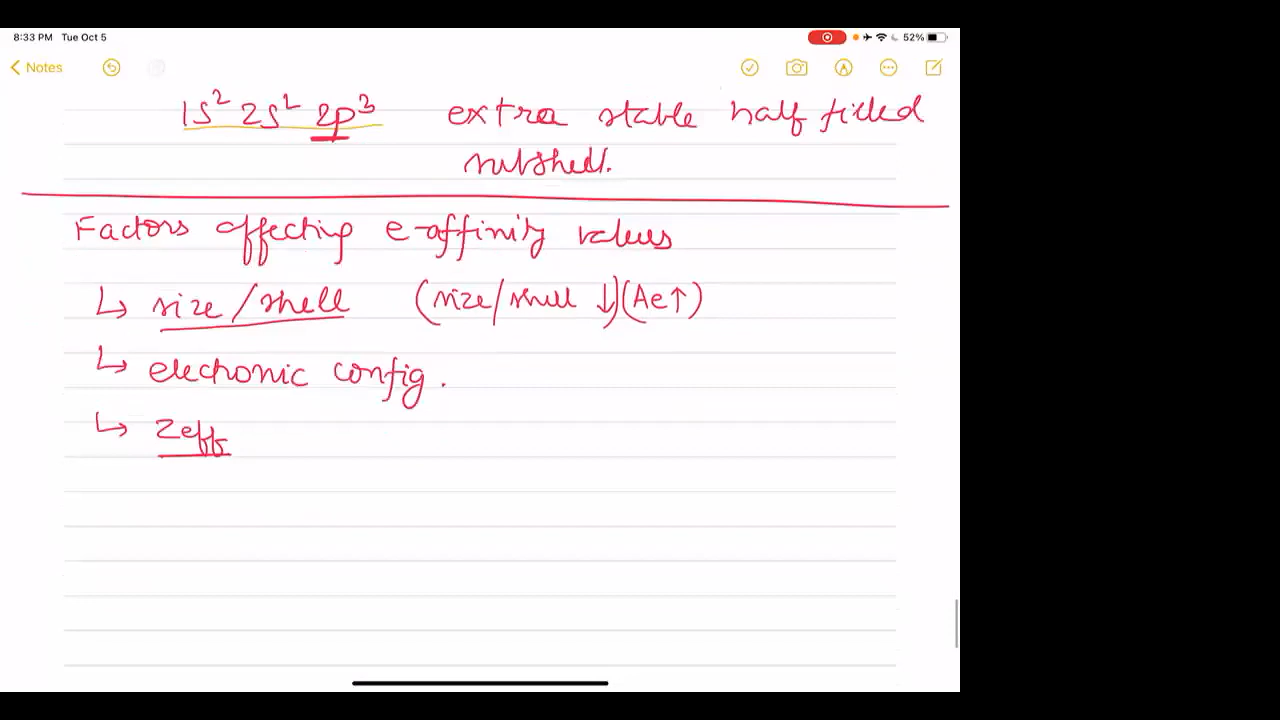 8:33 PM Tue Oct 5
52%
Notes
1s² 2s² 2p³ extra stable half filled
subshell.
Factors affecting e-affinity values
↳ size/shell (size/shell ↓)(Ae↑)
↳ electronic config.
↳ Zeff